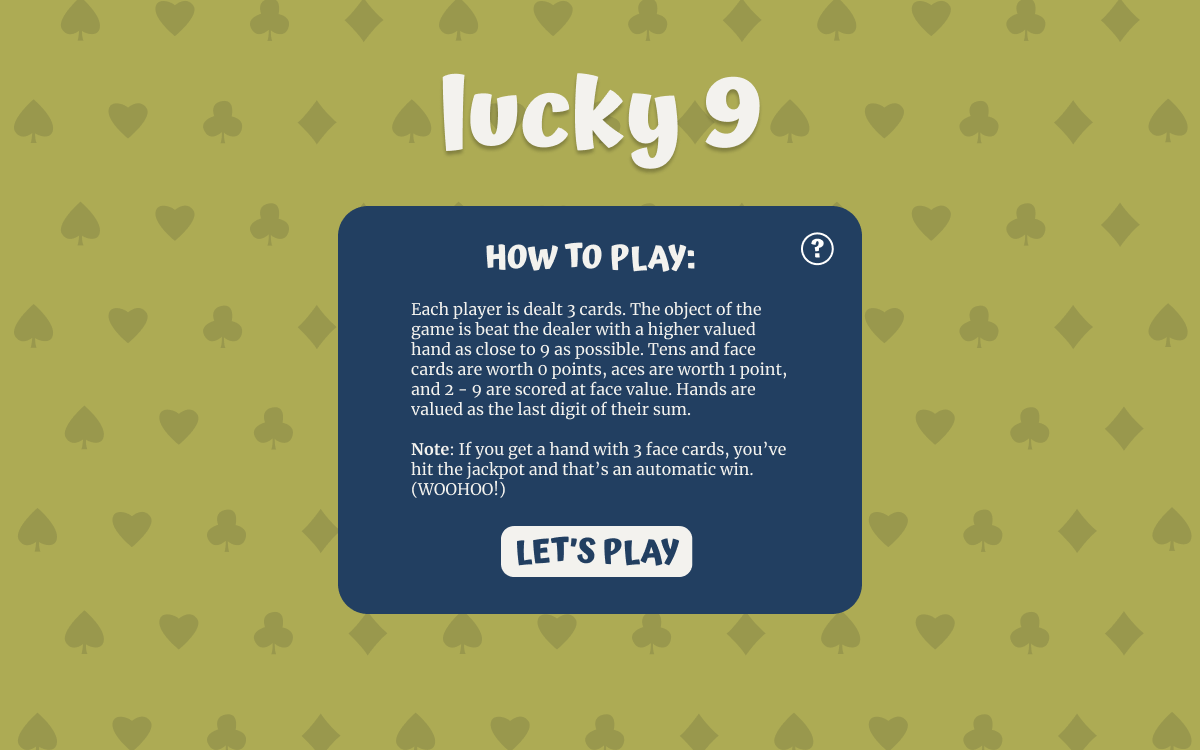 lucky 9
HOW TO PLAY:
?
Each player is dealt 3 cards. The object of the
game is beat the dealer with a higher valued
hand as close to 9 as possible. Tens and face
cards are worth 0 points, aces are worth 1 point,
and 2 - 9 are scored at face value. Hands are
valued as the last digit of their sum.
Note: If you get a hand with 3 face cards, you’ve
hit the jackpot and that’s an automatic win.
(WOOHOO!)
LET’S PLAY